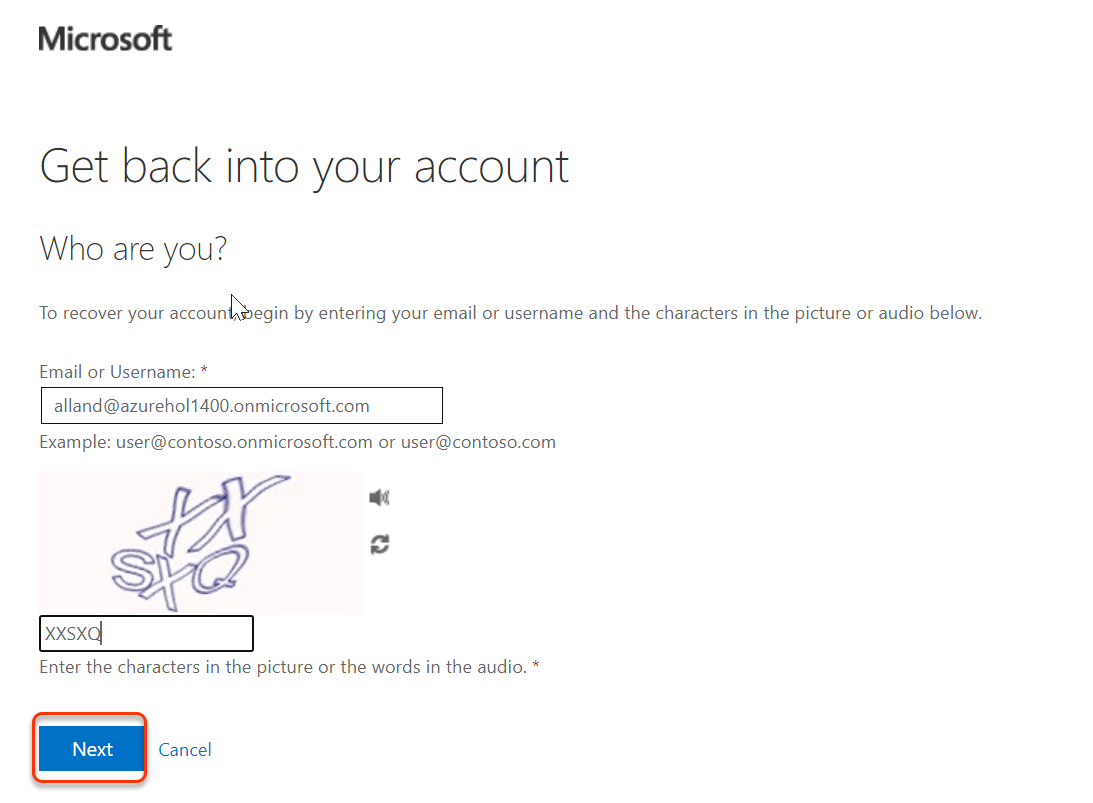 Microsoft
Get back into your account
Who are you?
To recover your account begin by entering your email or username and the characters in the picture or audio below.
Email or Username: *
alland@azurehol1400.onmicrosoft.com
Example: user@contoso.onmicrosoft.com or user@contoso.com
XX
SXQ
XXSXQ
Enter the characters in the picture or the words in the audio. *
Next Cancel